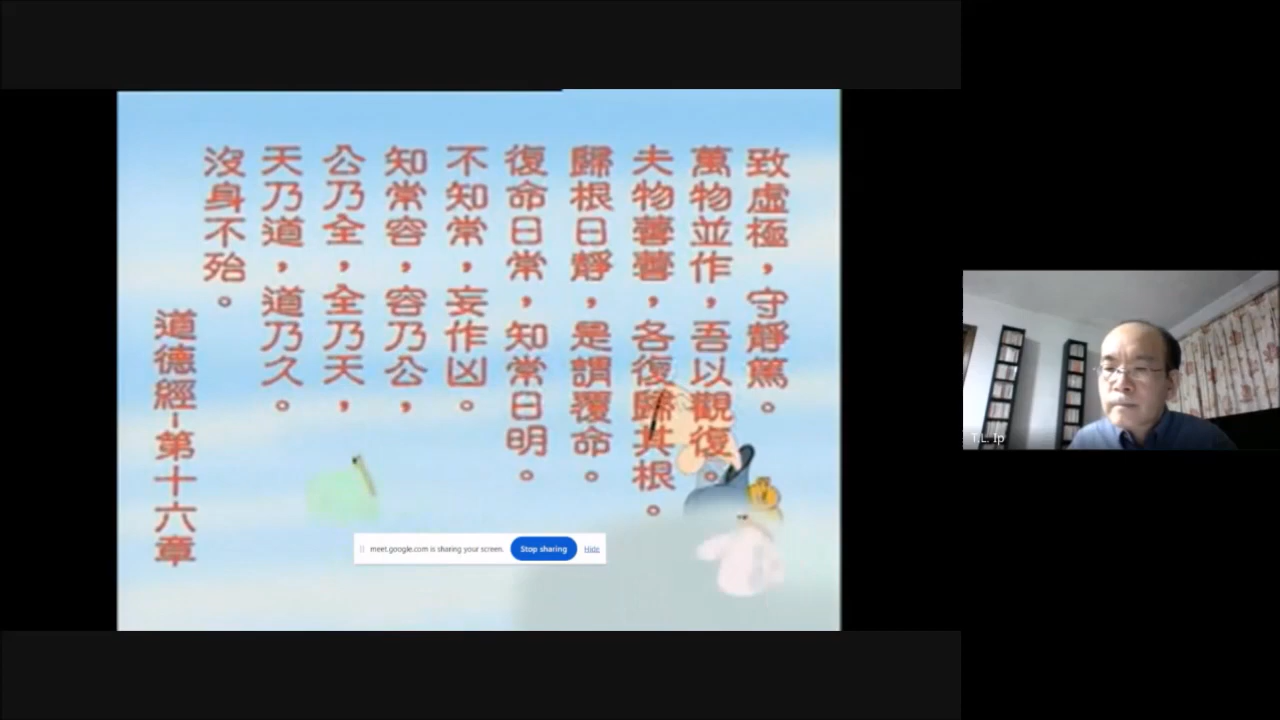 致虛極，守靜篤。
萬物並作，吾以觀復。
夫物蕓蕓，各復歸其根。
歸根日靜，是謂覆命。
復命日常，知常日明。
不知常，妄作凶。
知常容，容乃公，
公乃全，全乃天，
天乃道，道乃久。
沒身不殆。
道德經-第十六章
meet.google.com is sharing your screen. Stop sharing Hide
T.L. Ip